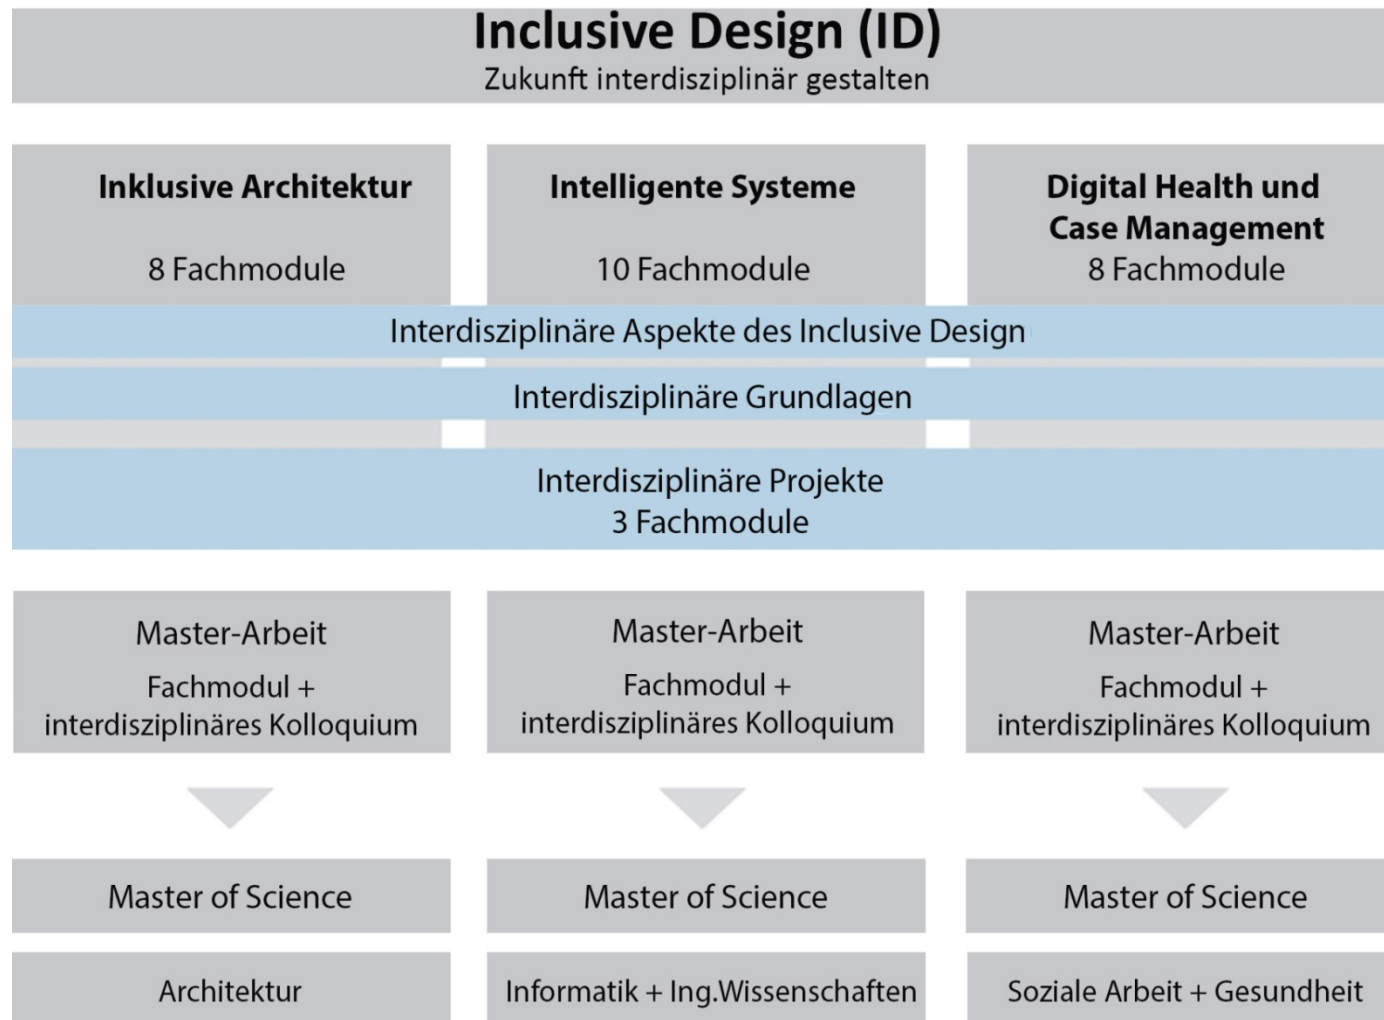 Inclusive Design (ID)
Zukunft interdisziplinär gestalten
Inklusive Architektur
8 Fachmodule
Intelligente Systeme
10 Fachmodule
Digital Health und
Case Management
8 Fachmodule
Interdisziplinäre Aspekte des Inclusive Design
Interdisziplinäre Grundlagen
Interdisziplinäre Projekte
3 Fachmodule
Master-Arbeit
Fachmodul +
interdisziplinäres Kolloquium
Master-Arbeit
Fachmodul +
interdisziplinäres Kolloquium
Master-Arbeit
Fachmodul +
interdisziplinäres Kolloquium
Master of Science
Master of Science
Master of Science
Architektur
Informatik + Ing.Wissenschaften
Soziale Arbeit + Gesundheit